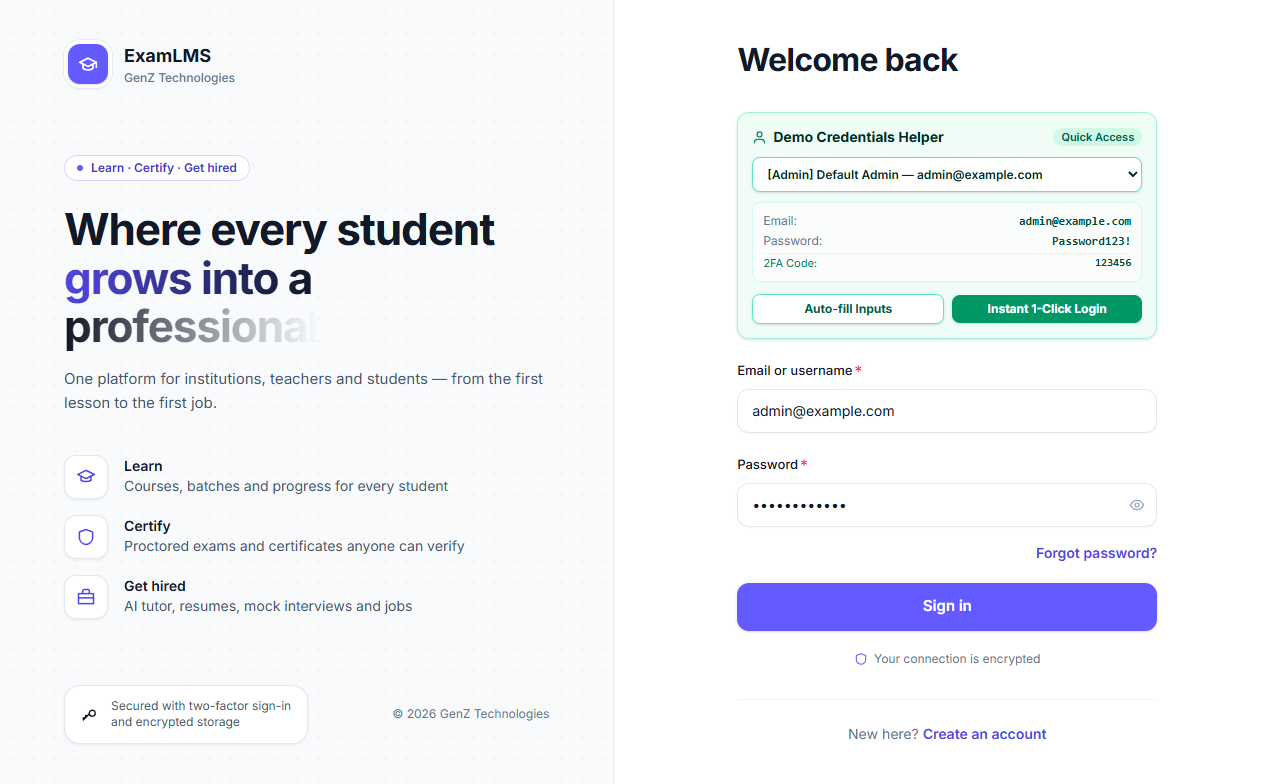 ExamLMS
GenZ Technologies
Learn · Certify · Get hired
Where every student
grows into a
professional
One platform for institutions, teachers and students — from the first
lesson to the first job.
Learn
Courses, batches and progress for every student
Certify
Proctored exams and certificates anyone can verify
Get hired
AI tutor, resumes, mock interviews and jobs
Secured with two-factor sign-in
and encrypted storage
© 2026 GenZ Technologies
Welcome back
Demo Credentials Helper
Quick Access
[Admin] Default Admin — admin@example.com
Email: admin@example.com
Password: Password123!
2FA Code: 123456
Auto-fill Inputs
Instant 1-Click Login
Email or username *
admin@example.com
Password *
••••••••••••
Forgot password?
Sign in
Your connection is encrypted
New here? Create an account